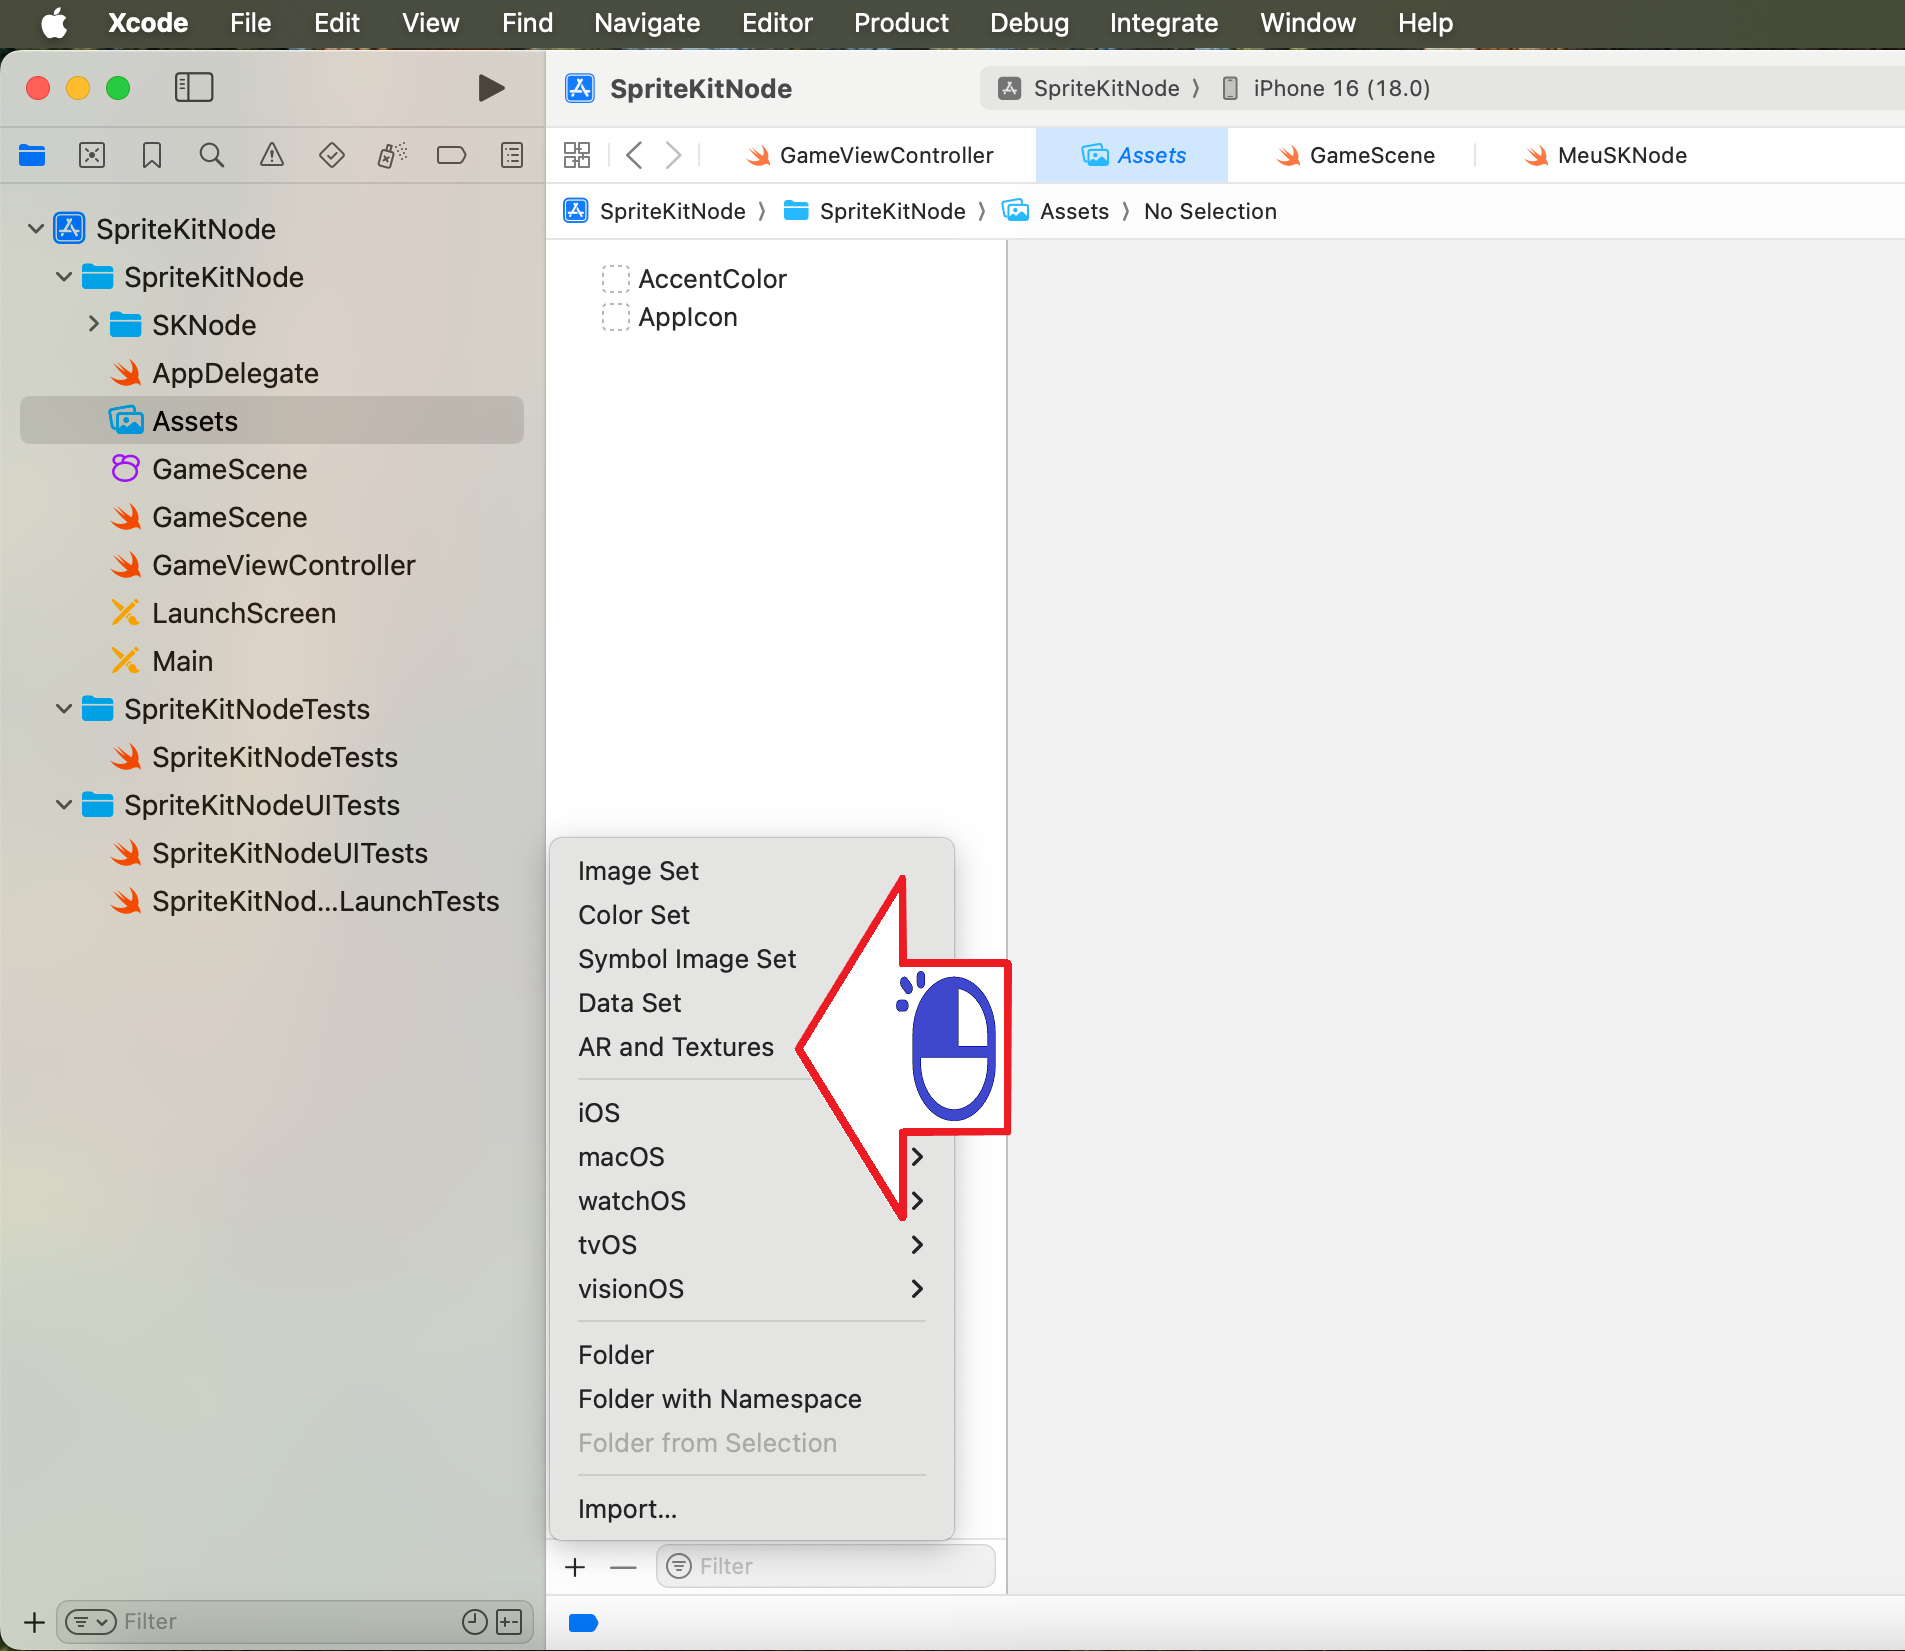 Xcode File Edit View Find Navigate Editor Product Debug Integrate Window Help
SpriteKitNode
SpriteKitNode 〉 iPhone 16 (18.0)
GameViewController
Assets
GameScene
MeuSKNode
SpriteKitNode 〉 SpriteKitNode 〉 Assets 〉 No Selection
SpriteKitNode
SpriteKitNode
SKNode
AppDelegate
Assets
GameScene
GameScene
GameViewController
LaunchScreen
Main
SpriteKitNodeTests
SpriteKitNodeTests
SpriteKitNodeUITests
SpriteKitNodeUITests
SpriteKitNod...LaunchTests
Filter
AccentColor
AppIcon
Image Set
Color Set
Symbol Image Set
Data Set
AR and Textures
iOS
macOS
watchOS
tvOS
visionOS
Folder
Folder with Namespace
Folder from Selection
Import...
Filter